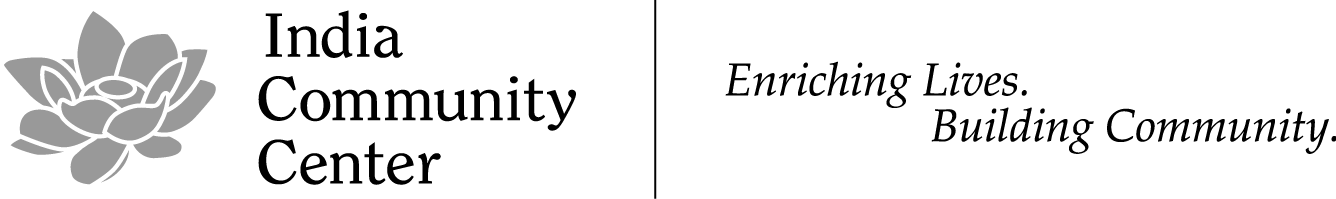 India
Community
Center
Enriching Lives.
Building Community.